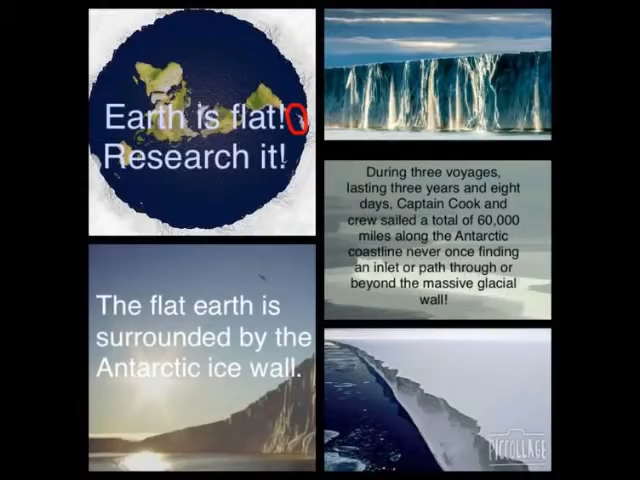 Earth is flat!
Research it!
During three voyages,
lasting three years and eight
days, Captain Cook and
crew sailed a total of 60,000
miles along the Antarctic
coastline never once finding
an inlet or path through or
beyond the massive glacial
wall!
The flat earth is
surrounded by the
Antarctic ice wall.
PIC COLLAGE